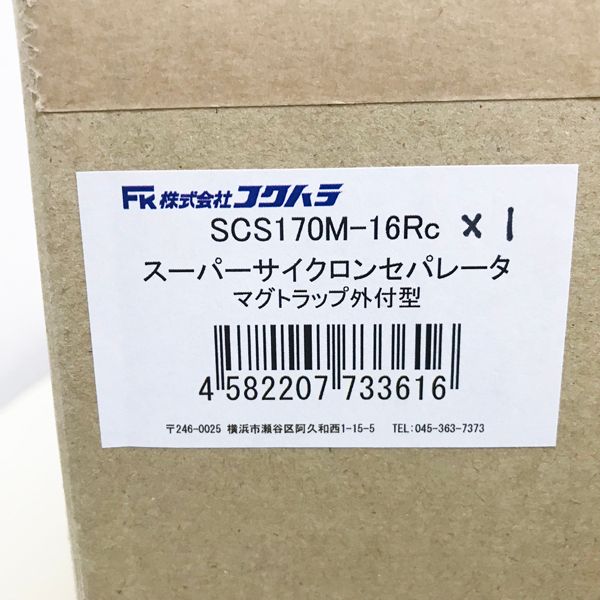 FK 株式会社フクハラ
SCS170M-16Rc ×1
スーパーサイクロンセパレータ
マグトラップ外付型
4 582207 733616
〒246-0025 横浜市瀬谷区阿久和西1-15-5 TEL:045-363-7373